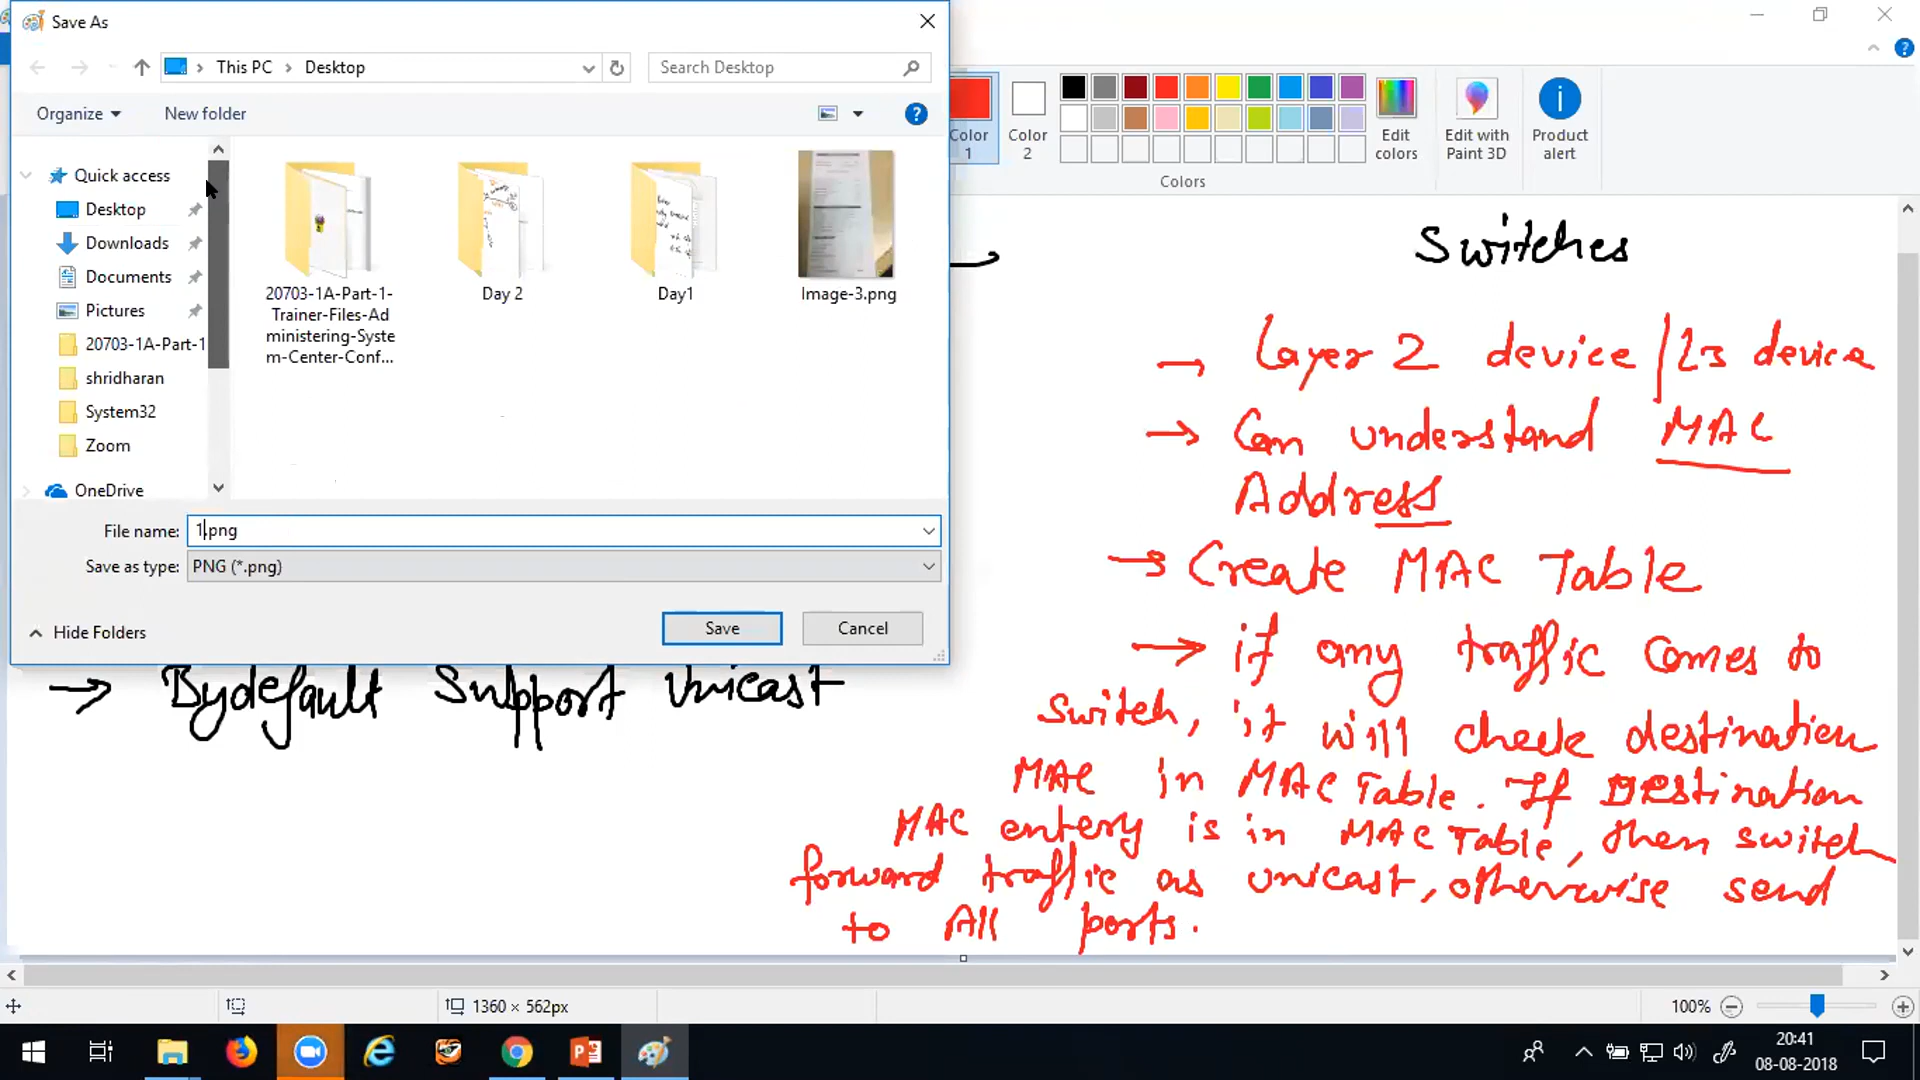 Save As
This PC > Desktop
Search Desktop
Organize
New folder
Quick access
Desktop
Downloads
Documents
Pictures
20703-1A-Part-1
shridharan
System32
Zoom
OneDrive
20703-1A-Part-1-
Trainer-Files-Ad
ministering-Syste
m-Center-Conf...
Day 2
Day1
Image-3.png
File name: 1.png
Save as type: PNG (*.png)
Hide Folders
Save
Cancel
Color
1
Color
2
Edit
colors
Edit with
Paint 3D
Product
alert
Colors
Switches
→ Layer 2 device / L3 device
→ Can understand MAC
Address
→ Create MAC Table
→ if any traffic comes to
switch, it will check destination
MAC in MAC Table. If Destination
MAC entery is in MAC Table, then switch
forward traffic as unicast, otherwise send
to All ports.
→ Bydefault Support Unicast
1360 × 562px
100%
20:41
08-08-2018